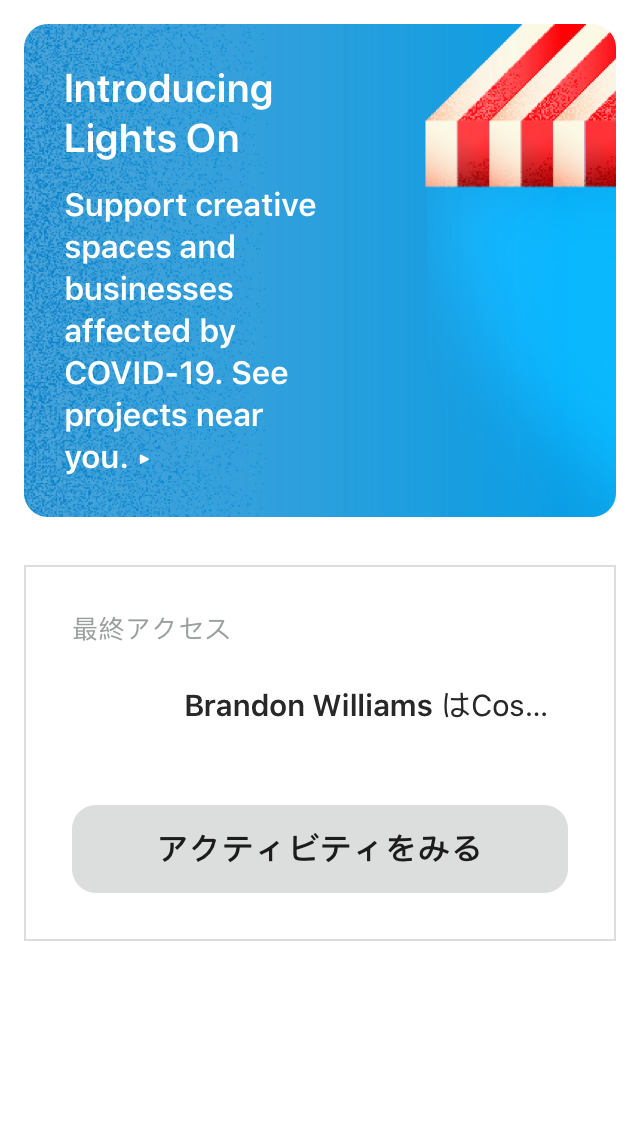 Introducing
Lights On
Support creative
spaces and
businesses
affected by
COVID-19. See
projects near
you. ▸
最終アクセス
Brandon Williams はCos...
アクティビティをみる